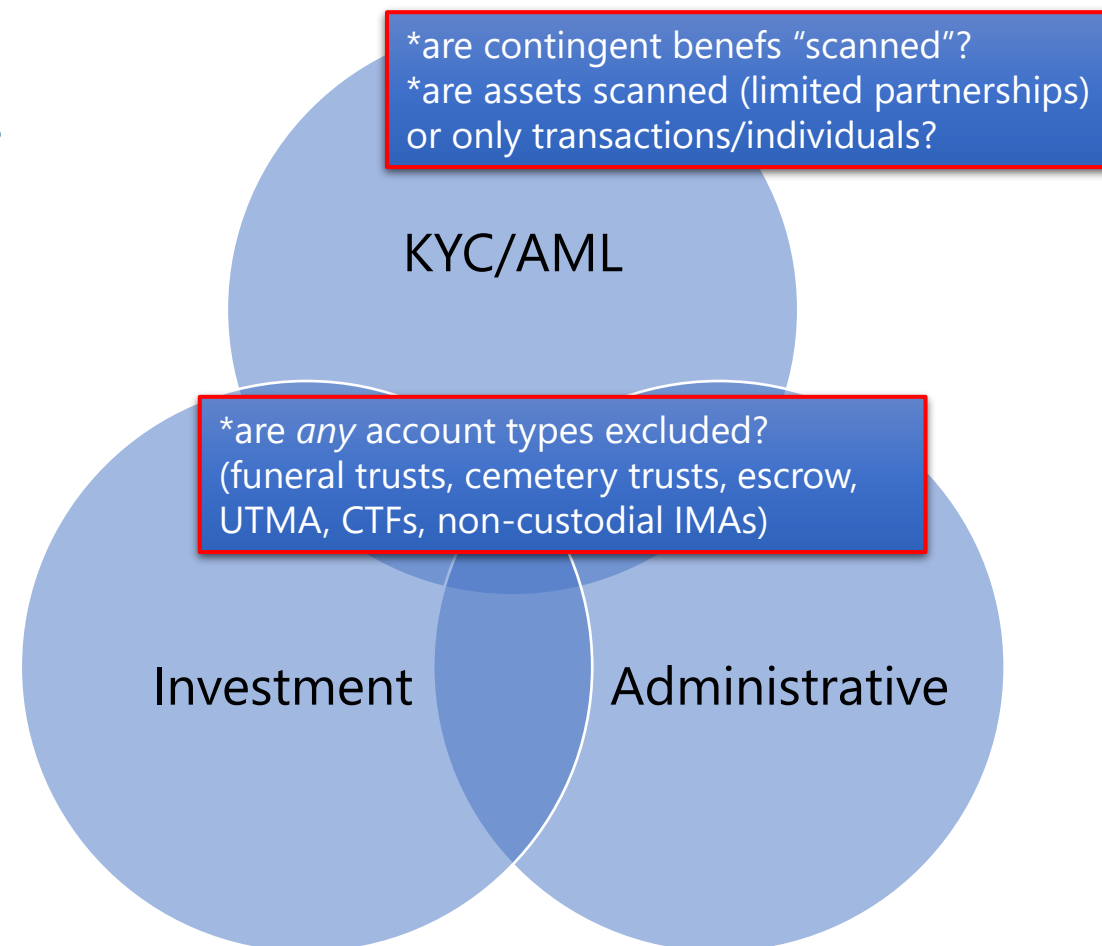 *are contingent benefs “scanned”?
*are assets scanned (limited partnerships)
or only transactions/individuals?
KYC/AML
*are any account types excluded?
(funeral trusts, cemetery trusts, escrow,
UTMA, CTFs, non-custodial IMAs)
Investment
Administrative